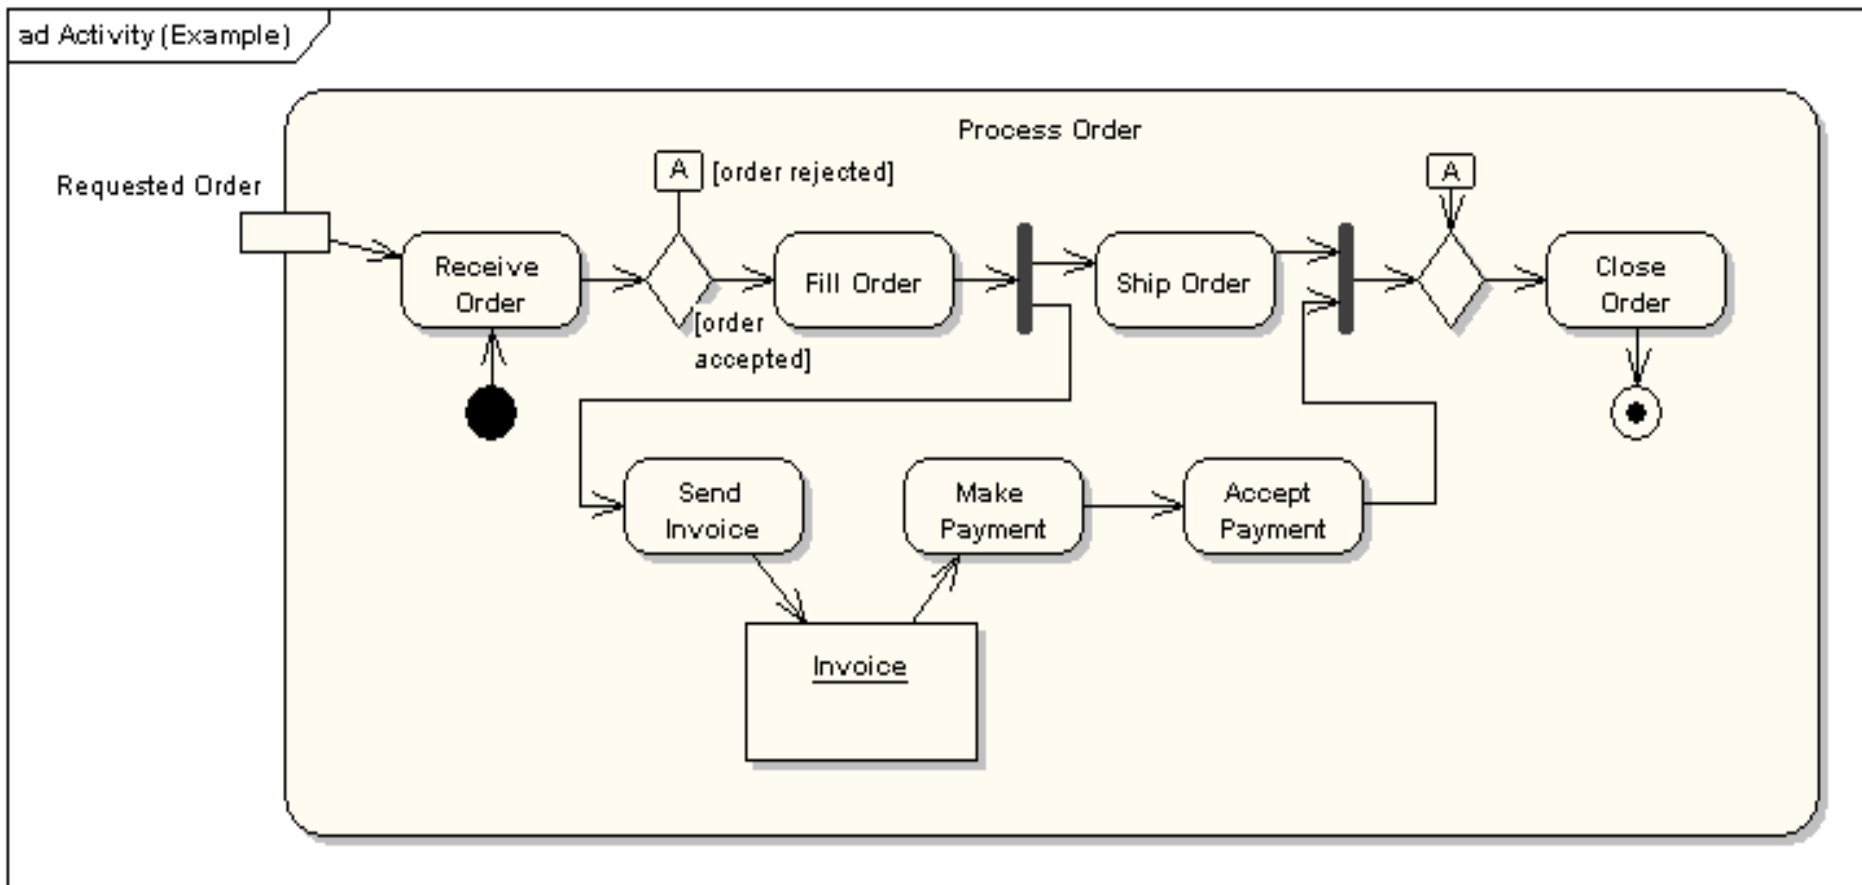 ad Activity (Example)
Process Order
Requested Order
A
[order rejected]
A
Receive
Order
Fill Order
Ship Order
Close
Order
[order
accepted]
Send
Invoice
Make
Payment
Accept
Payment
Invoice